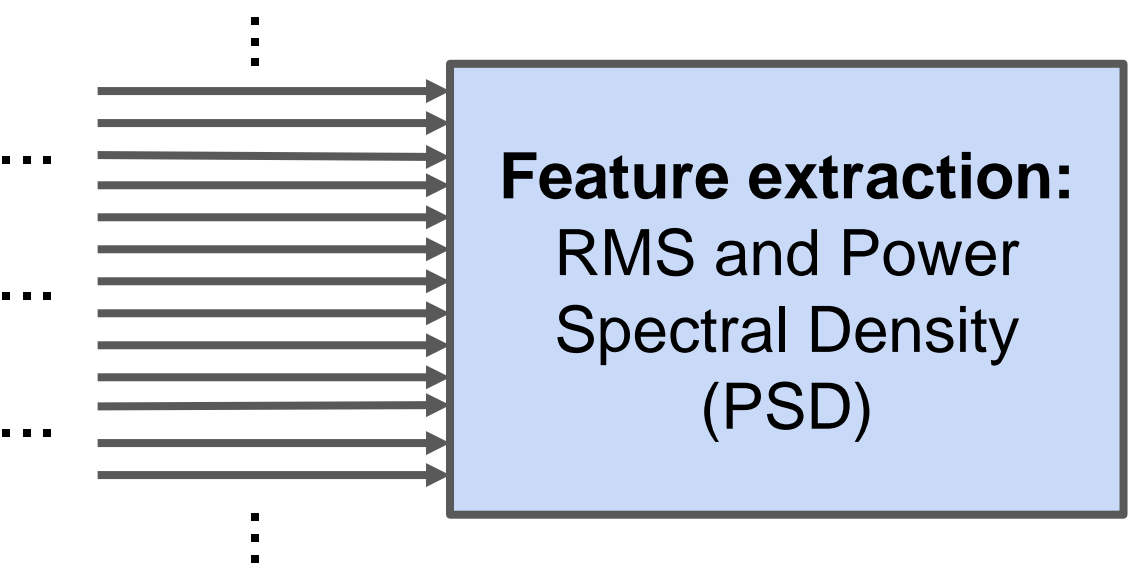 Feature extraction:
RMS and Power
Spectral Density
(PSD)